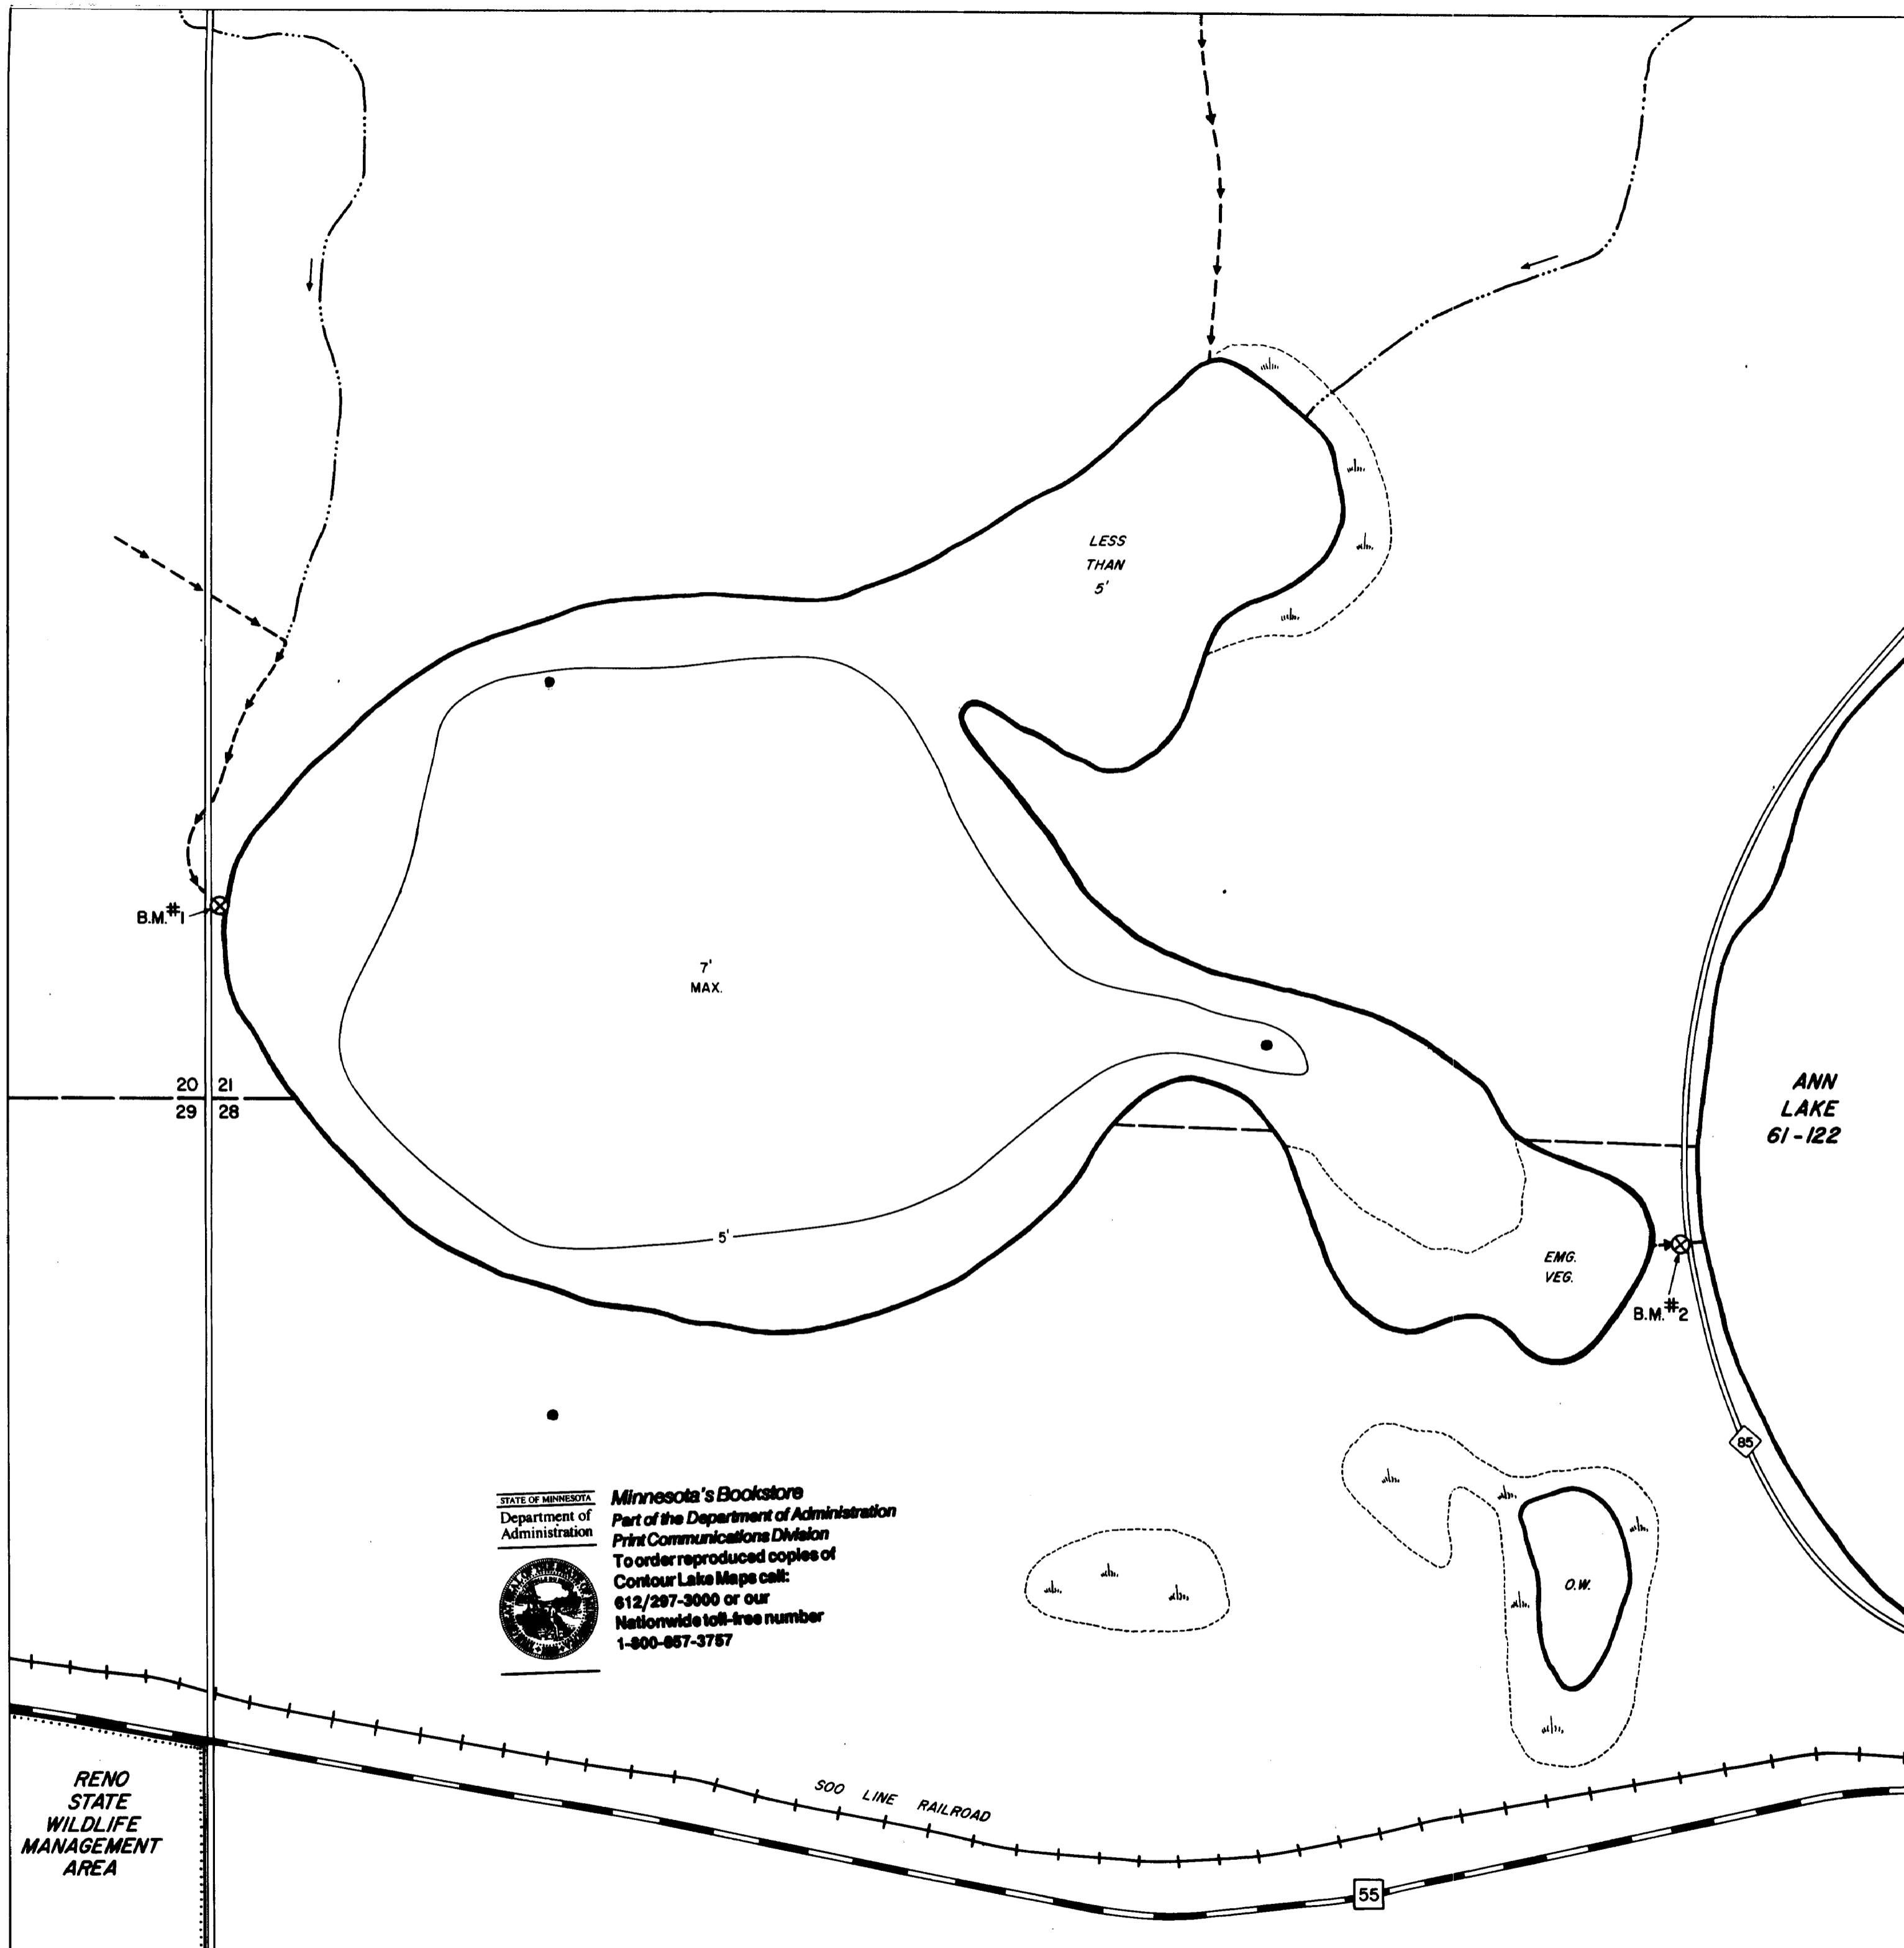 LESS
THAN
5'
B.M.#1
7'
MAX.
20 21
29 28
ANN
LAKE
61-122
5'
EMG.
VEG.
B.M.#2
85
STATE OF MINNESOTA
Department of
Administration
Minnesota's Bookstore
Part of the Department of Administration
Print Communications Division
To order reproduced copies of
Contour Lake Maps call:
612/297-3000 or our
Nationwide toll-free number
1-800-657-3757
O.W.
RENO
STATE
WILDLIFE
MANAGEMENT
AREA
SOO LINE RAILROAD
55